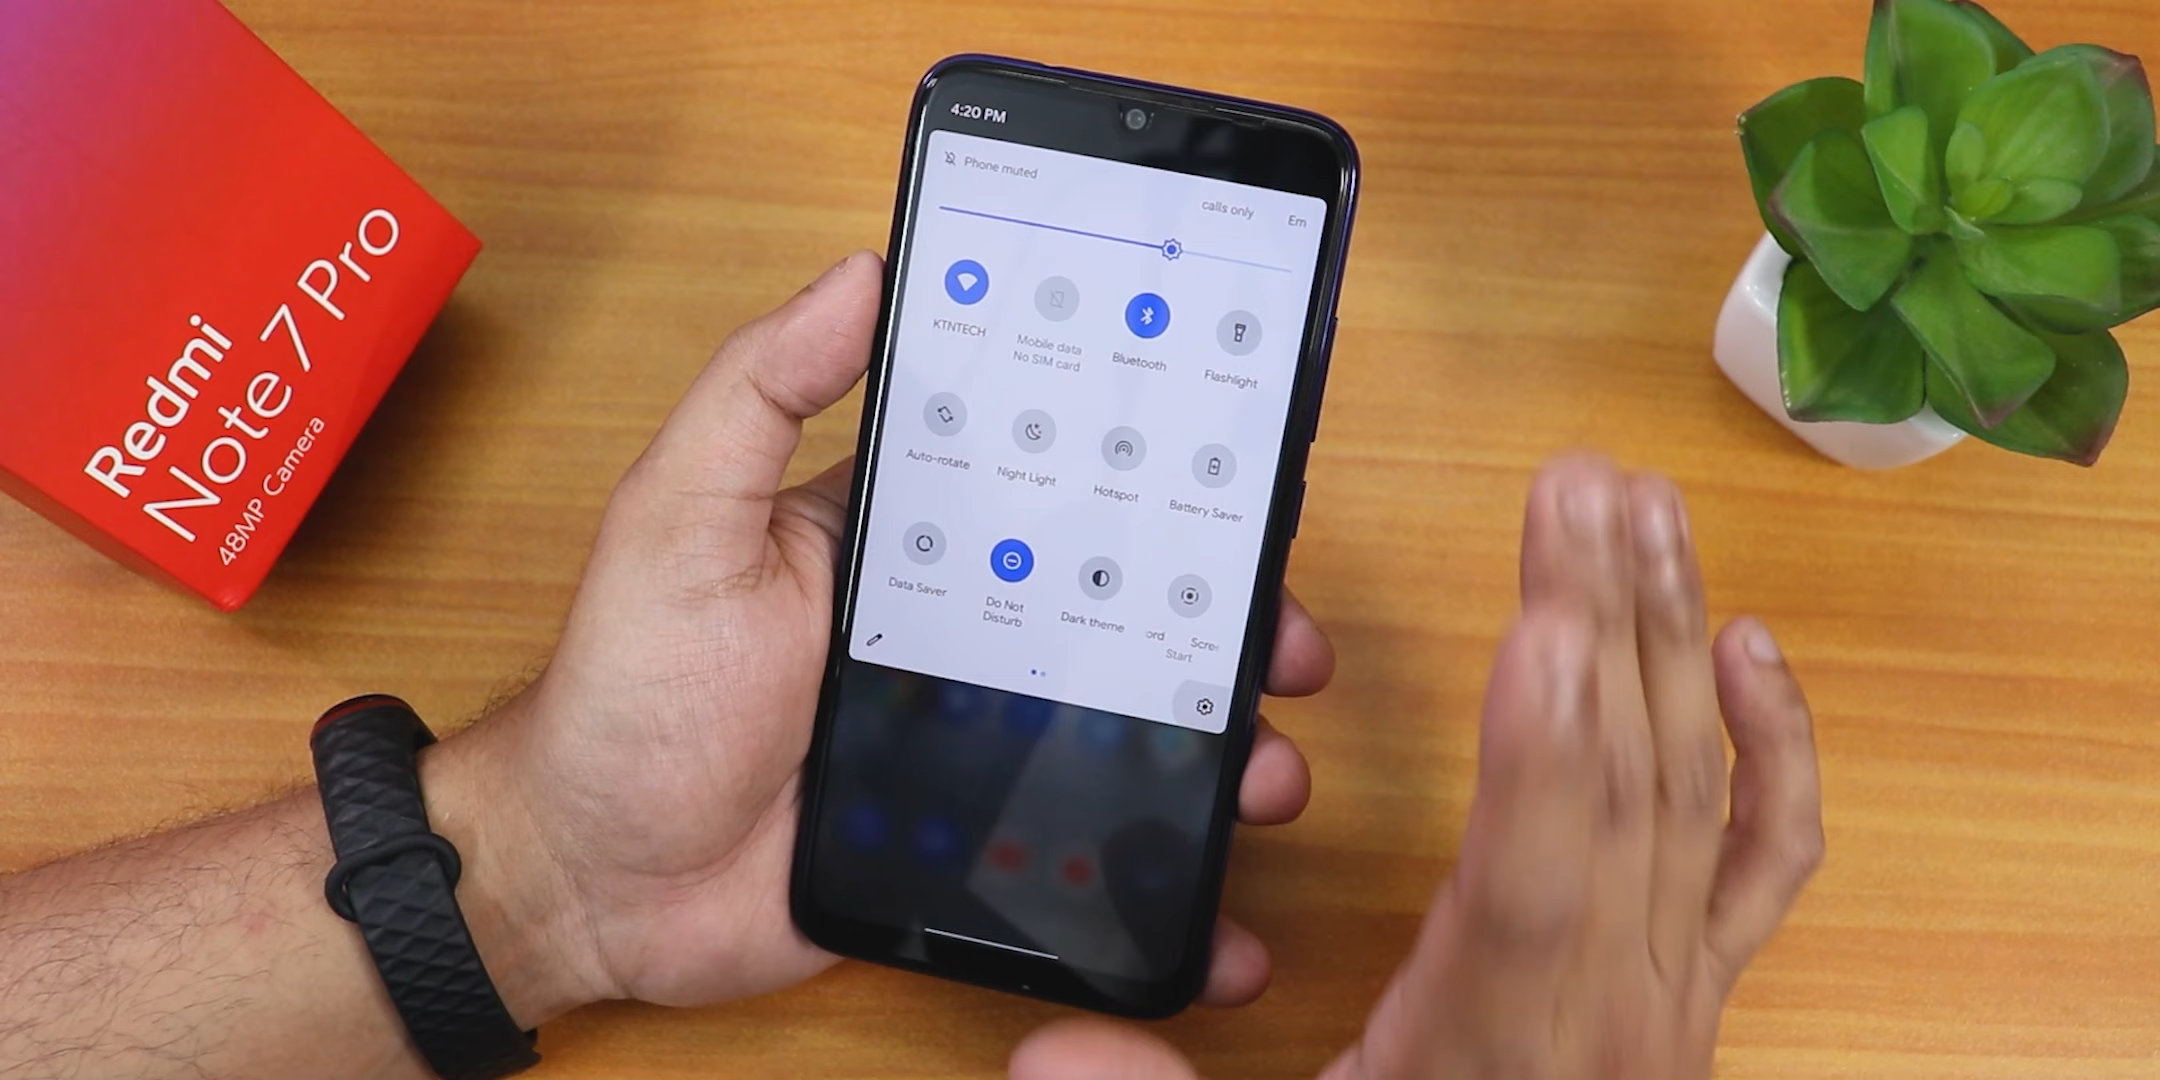 Redmi
Note 7 Pro
48MP Camera
4:20 PM
Phone muted
calls only
Em
KTNTECH
Mobile data
No SIM card
Bluetooth
Flashlight
Auto-rotate
Night Light
Hotspot
Battery Saver
Data Saver
Do Not
Disturb
Dark theme
ord Scre
Start